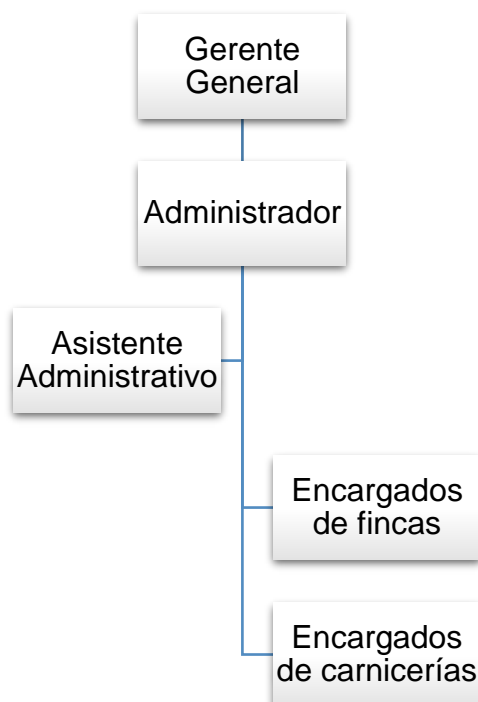 Gerente
General
Administrador
Asistente
Administrativo
Encargados
de fincas
Encargados
de carnicerías